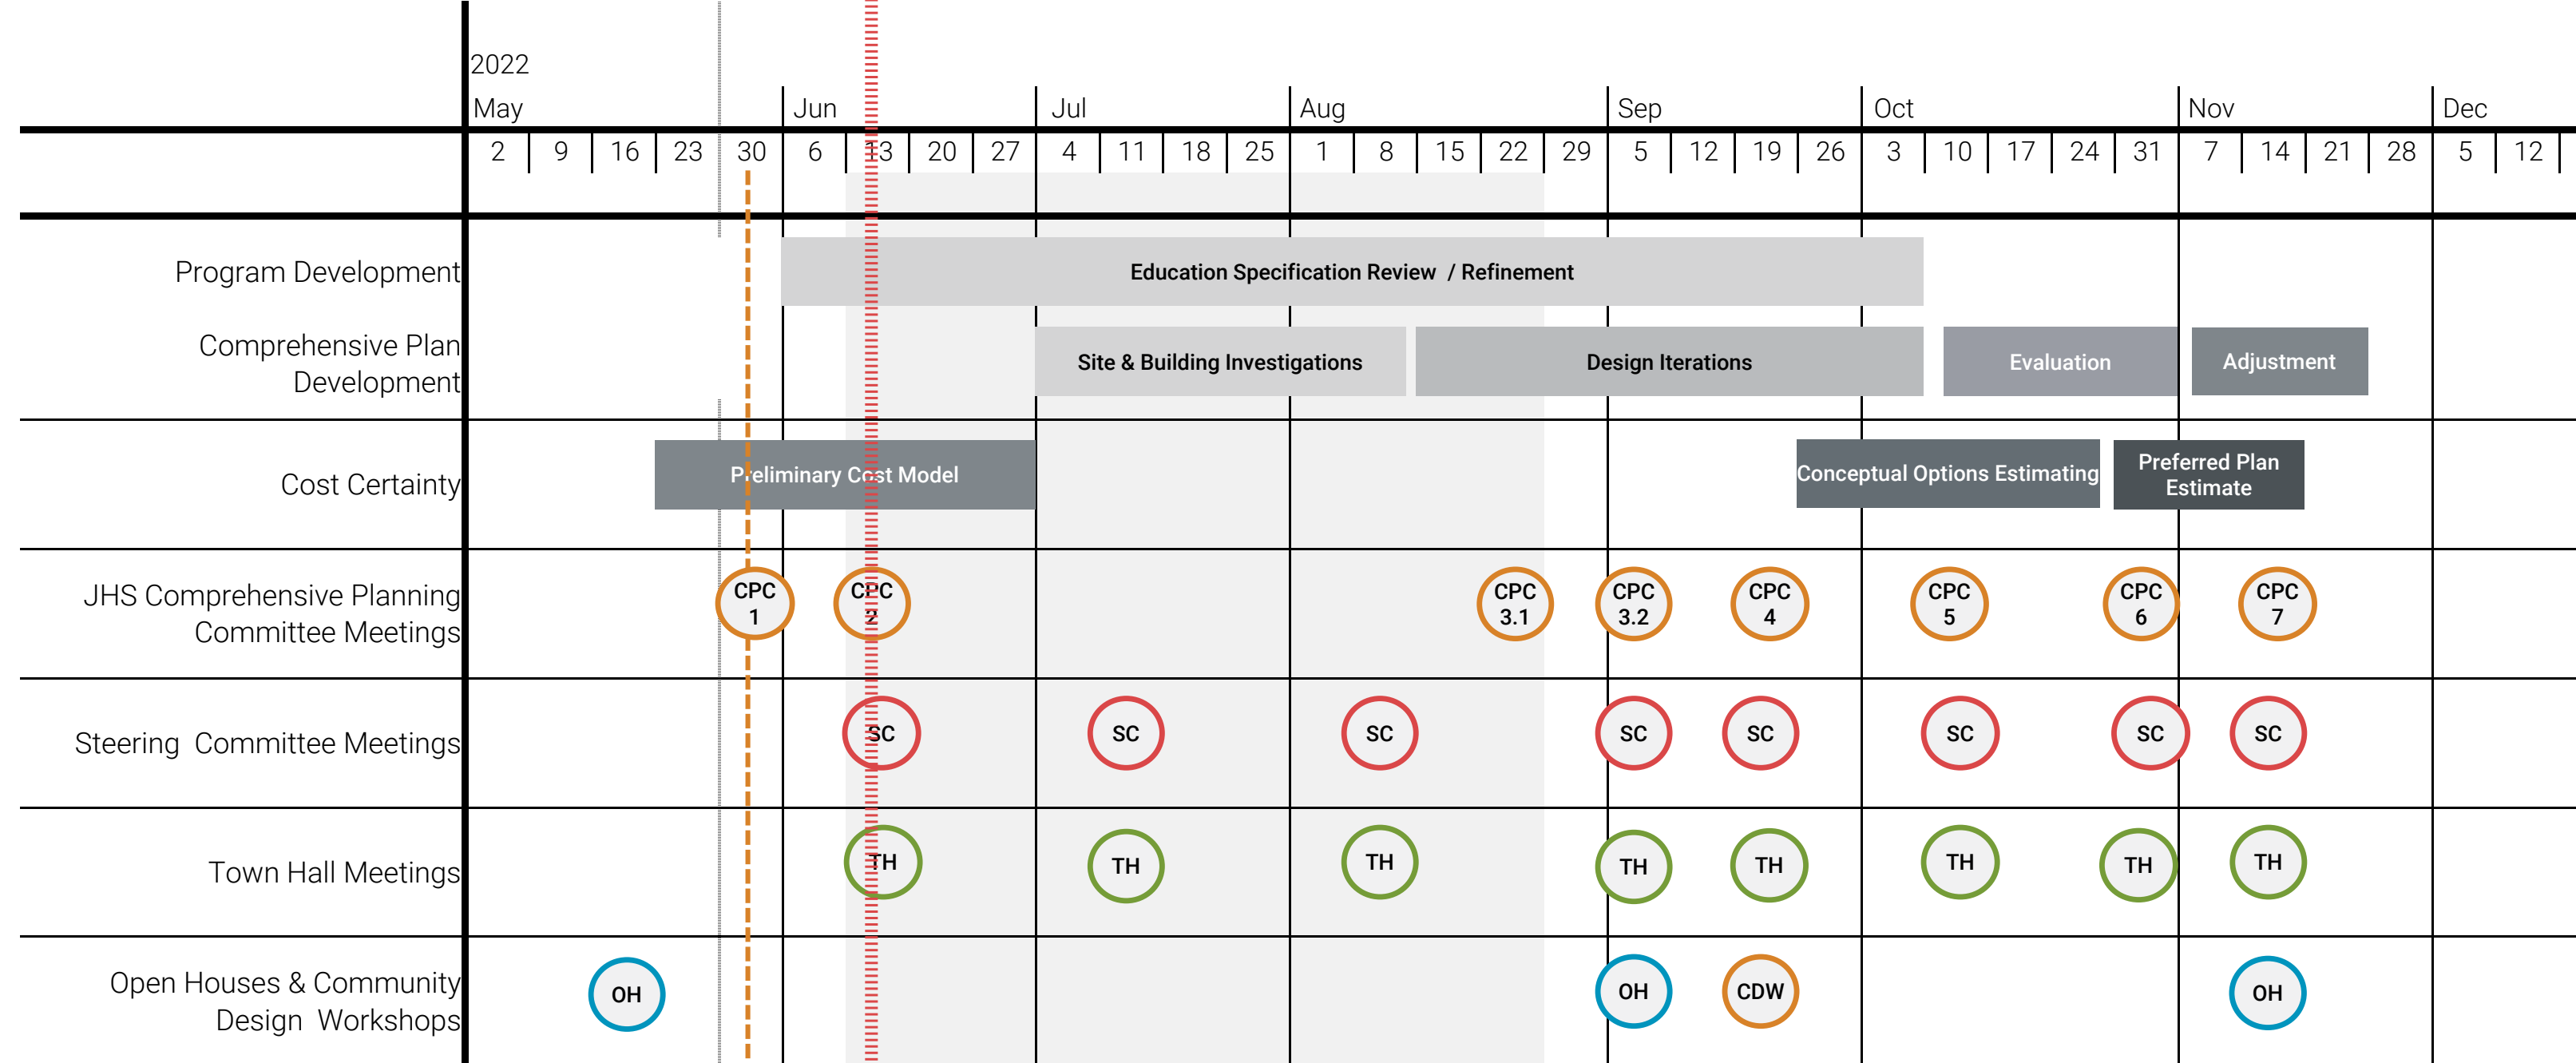 2022
May Jun Jul Aug Sep Oct Nov Dec
2 9 16 23 30 6 13 20 27 4 11 18 25 1 8 15 22 29 5 12 19 26 3 10 17 24 31 7 14 21 28 5 12
Program Development
Education Specification Review / Refinement
Comprehensive Plan
Development
Site & Building Investigations
Design Iterations
Evaluation
Adjustment
Cost Certainty
Preliminary Cost Model
Conceptual Options Estimating
Preferred Plan
Estimate
JHS Comprehensive Planning
Committee Meetings
CPC
1
CPC
2
CPC
3.1
CPC
3.2
CPC
4
CPC
5
CPC
6
CPC
7
Steering Committee Meetings
SC
SC
SC
SC
SC
SC
SC
SC
Town Hall Meetings
TH
TH
TH
TH
TH
TH
TH
TH
Open Houses & Community
Design Workshops
OH
OH
CDW
OH